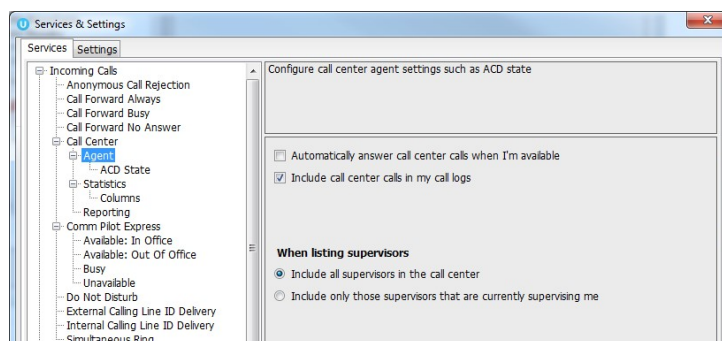 Services & Settings
Services Settings
Incoming Calls
Anonymous Call Rejection
Call Forward Always
Call Forward Busy
Call Forward No Answer
Call Center
Agent
ACD State
Statistics
Columns
Reporting
Comm Pilot Express
Available: In Office
Available: Out Of Office
Busy
Unavailable
Do Not Disturb
External Calling Line ID Delivery
Internal Calling Line ID Delivery
Simultaneous Ring
Configure call center agent settings such as ACD state
Automatically answer call center calls when I'm available
Include call center calls in my call logs
When listing supervisors
Include all supervisors in the call center
Include only those supervisors that are currently supervising me